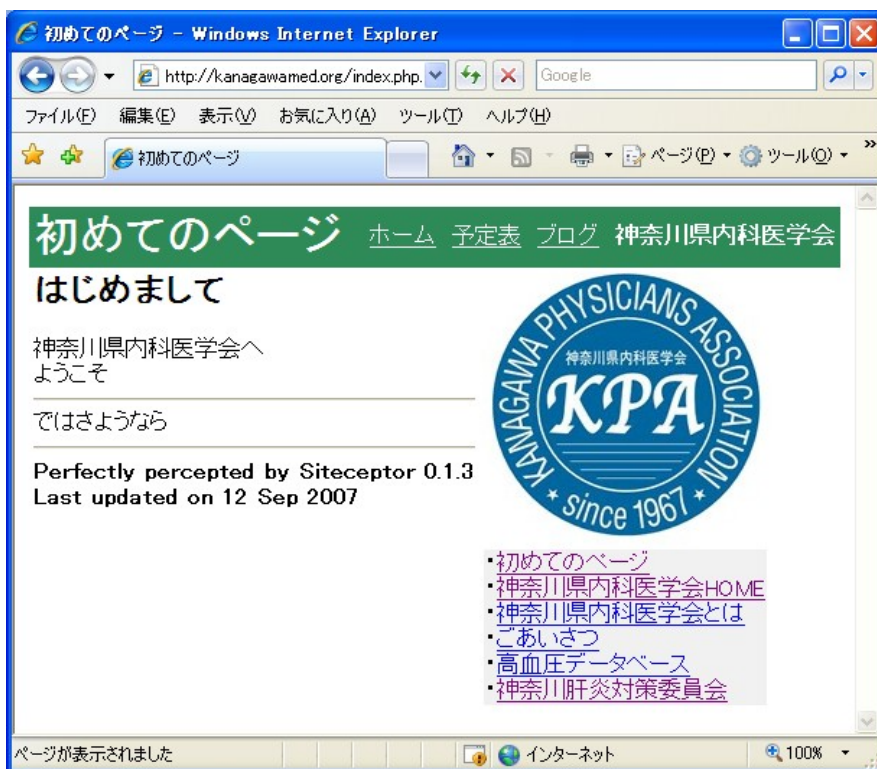 初めてのページ - Windows Internet Explorer
http://kanagawamed.org/index.php.
Google
ファイル(F) 編集(E) 表示(V) お気に入り(A) ツール(T) ヘルプ(H)
初めてのページ
ページ(P) ツール(O) »
初めてのページ ホーム 予定表 ブログ 神奈川県内科医学会
はじめまして
神奈川県内科医学会へ
ようこそ
ではさようなら
Perfectly percepted by Siteceptor 0.1.3
Last updated on 12 Sep 2007
KANAGAWA PHYSICIANS ASSOCIATION
神奈川県内科医学会
KPA
* since 1967 *
・初めてのページ
・神奈川県内科医学会HOME
・神奈川県内科医学会とは
・ごあいさつ
・高血圧データベース
・神奈川肝炎対策委員会
ページが表示されました インターネット 100%